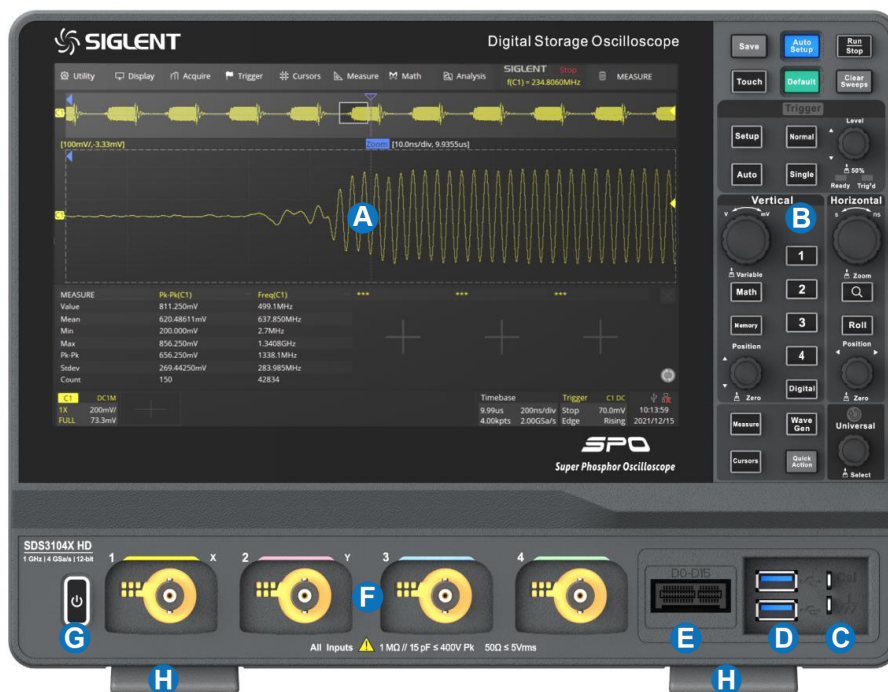 SIGLENT
Digital Storage Oscilloscope
Utility Display Acquire Trigger Cursors Measure Math Analysis
SIGLENT Stop
f(C1) = 234.8060MHz
MEASURE
C1
[100mV/,-3.33mV]
Zoom [10.0ns/div, 9.9355us]
C1
A
MEASURE Pk-Pk(C1) Freq(C1) *** *** ***
Value 811.250mV 499.1MHz
Mean 620.48611mV 637.850MHz
Min 200.000mV 2.7MHz
Max 856.250mV 1.3408GHz
Pk-Pk 656.250mV 1338.1MHz
Stdev 269.44250mV 283.985MHz
Count 150 42834
C1 DC1M
1X 200mV/
FULL 73.3mV
Timebase
9.99us 200ns/div
4.00kpts 2.00GSa/s
Trigger C1 DC
Stop 70.0mV
Edge Rising
10:13:59
2021/12/15
SPO
Super Phosphor Oscilloscope
Save
Auto
Setup
Run
Stop
Touch
Default
Clear
Sweeps
Trigger
Setup
Normal
Level
Auto
Single
50%
Ready Trig'd
Vertical
B
Horizontal
V mV
s ns
1
Variable
Zoom
Math
2
Memory
3
Roll
Position
4
Position
Zero
Digital
Zero
Measure
Wave
Gen
Universal
Cursors
Quick
Action
Select
SDS3104X HD
1 GHz | 4 GSa/s | 12-bit
1 X
2 Y
3
4
D0-D15
F
G
E
D
C
All Inputs 1 MΩ // 15 pF ≤ 400V Pk 50Ω ≤ 5Vrms
H
H